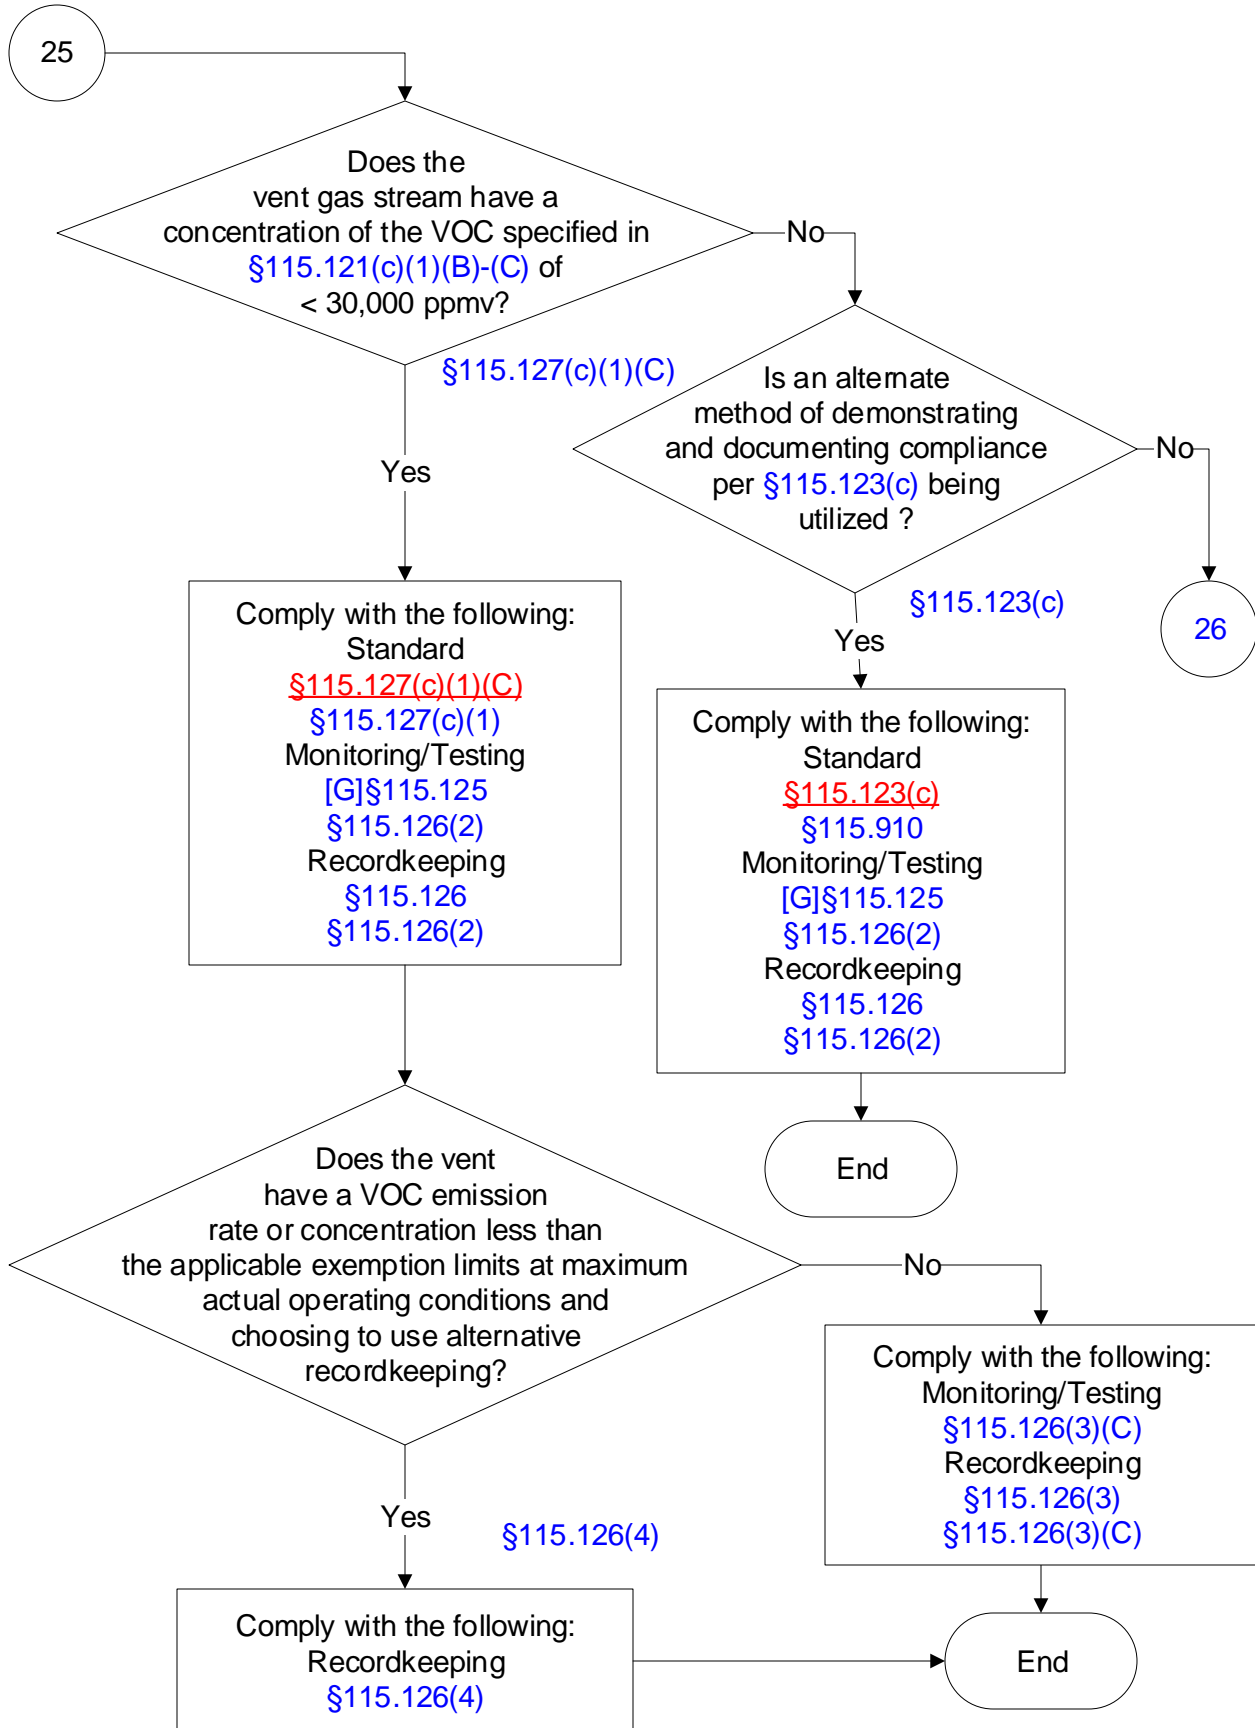 25
Does the
vent gas stream have a
concentration of the VOC specified in
§115.121(c)(1)(B)-(C) of
< 30,000 ppmv?
No
§115.127(c)(1)(C)
Yes
Is an alternate
method of demonstrating
and documenting compliance
per §115.123(c) being
utilized ?
No
26
§115.123(c)
Yes
Comply with the following:
Standard
§115.127(c)(1)(C)
§115.127(c)(1)
Monitoring/Testing
[G]§115.125
§115.126(2)
Recordkeeping
§115.126
§115.126(2)
Comply with the following:
Standard
§115.123(c)
§115.910
Monitoring/Testing
[G]§115.125
§115.126(2)
Recordkeeping
§115.126
§115.126(2)
End
Does the vent
have a VOC emission
rate or concentration less than
the applicable exemption limits at maximum
actual operating conditions and
choosing to use alternative
recordkeeping?
No
Comply with the following:
Monitoring/Testing
§115.126(3)(C)
Recordkeeping
§115.126(3)
§115.126(3)(C)
Yes
§115.126(4)
Comply with the following:
Recordkeeping
§115.126(4)
End